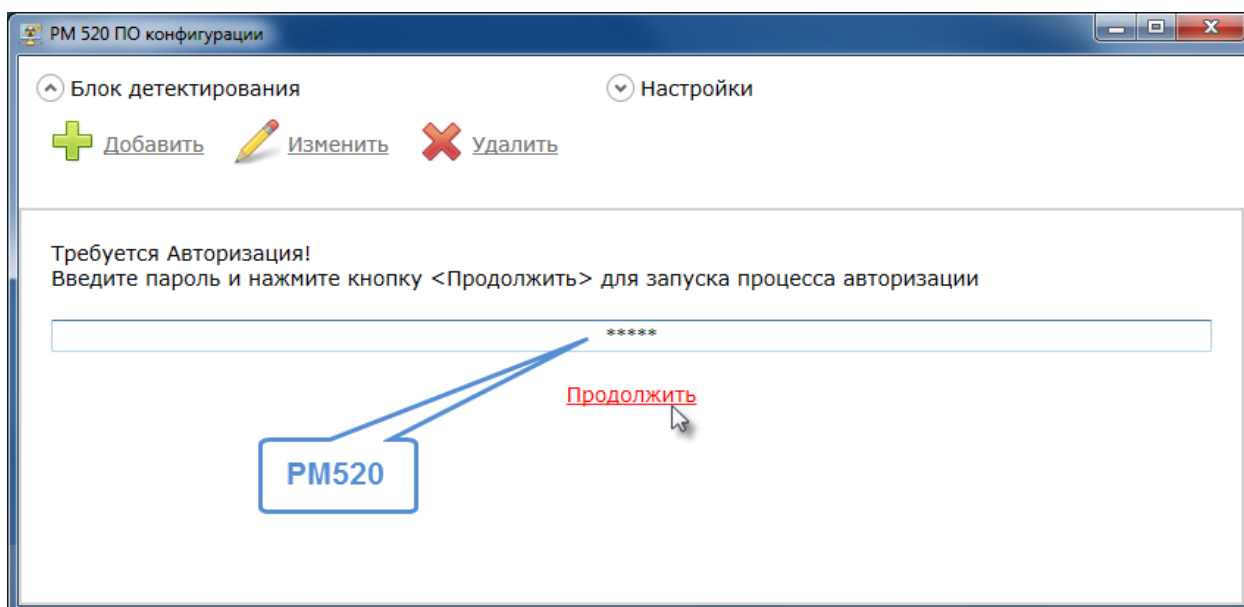 PM 520 ПО конфигурации
Блок детектирования
Настройки
Добавить Изменить Удалить
Требуется Авторизация!
Введите пароль и нажмите кнопку <Продолжить> для запуска процесса авторизации
*****
Продолжить
PM520